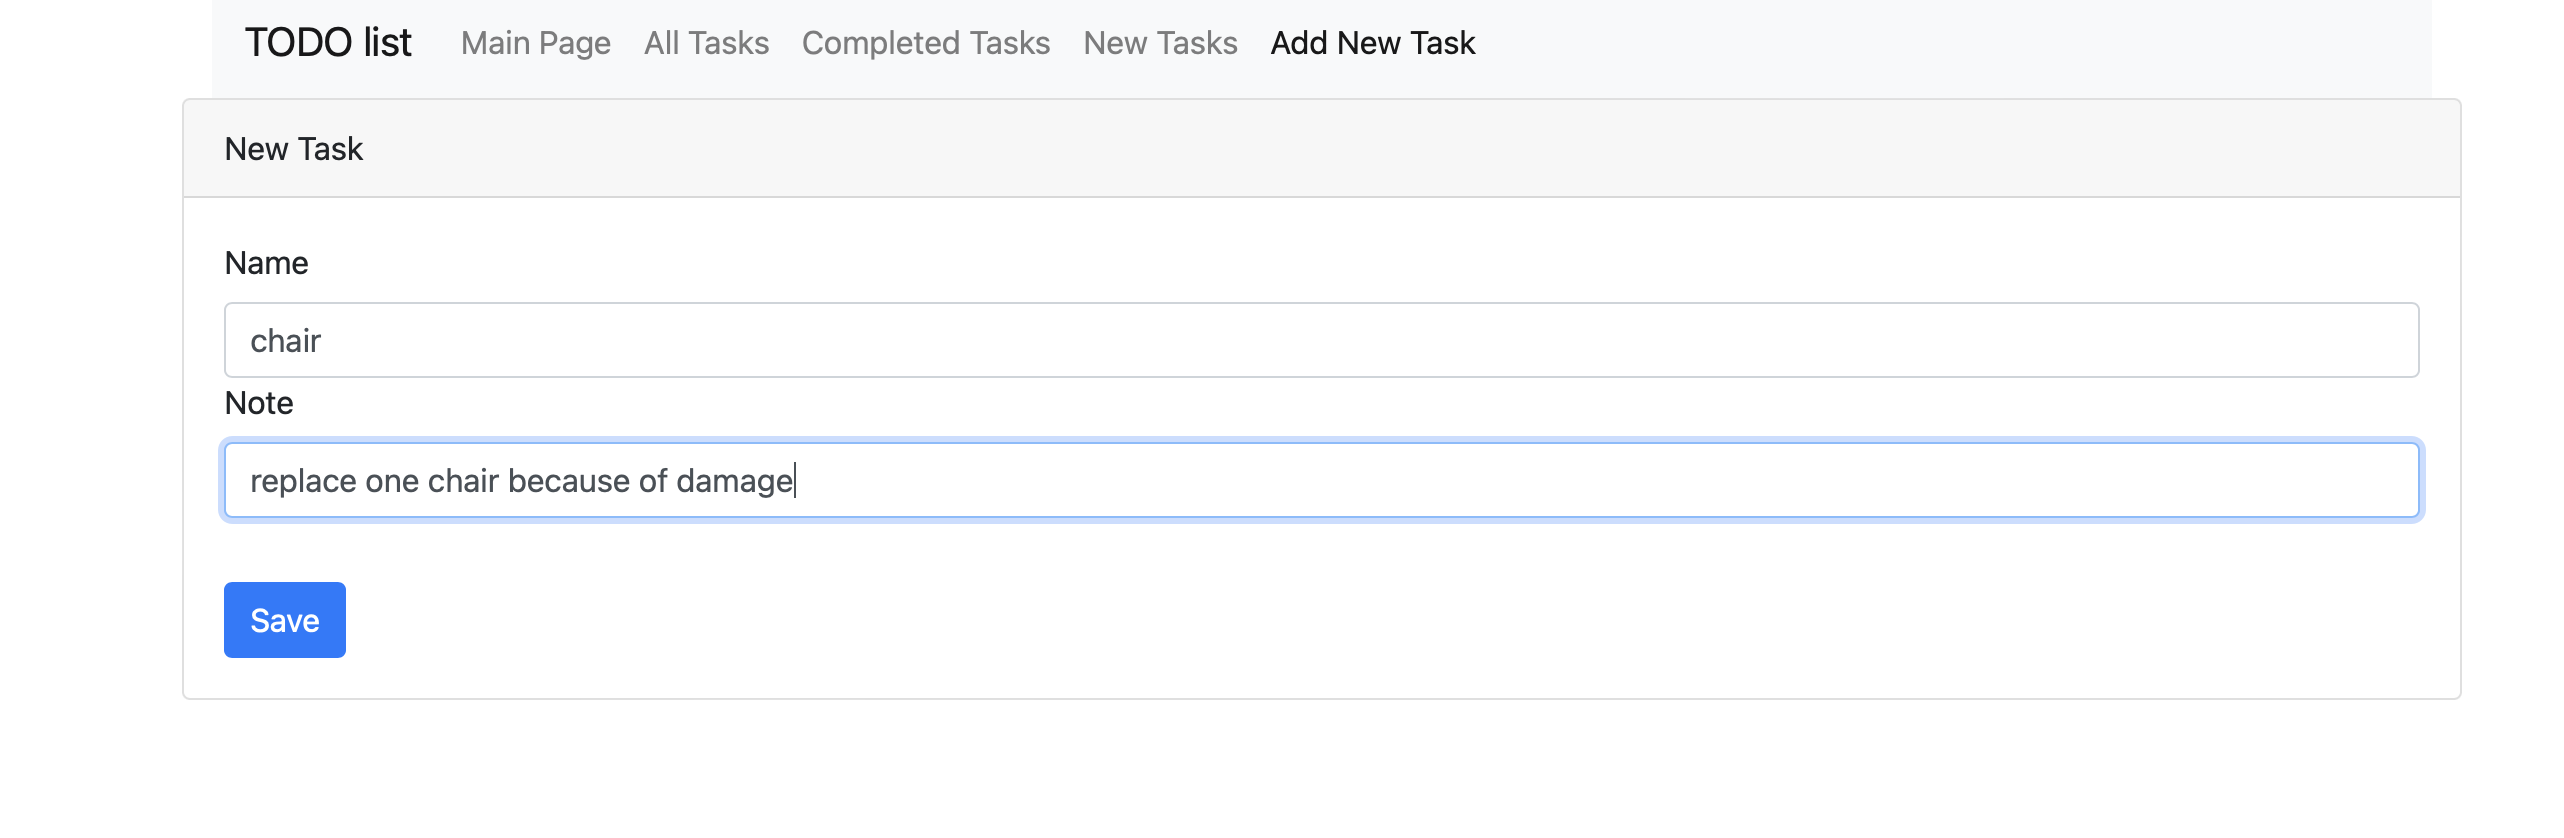 TODO list Main Page All Tasks Completed Tasks New Tasks Add New Task
New Task
Name
chair
Note
replace one chair because of damage
Save